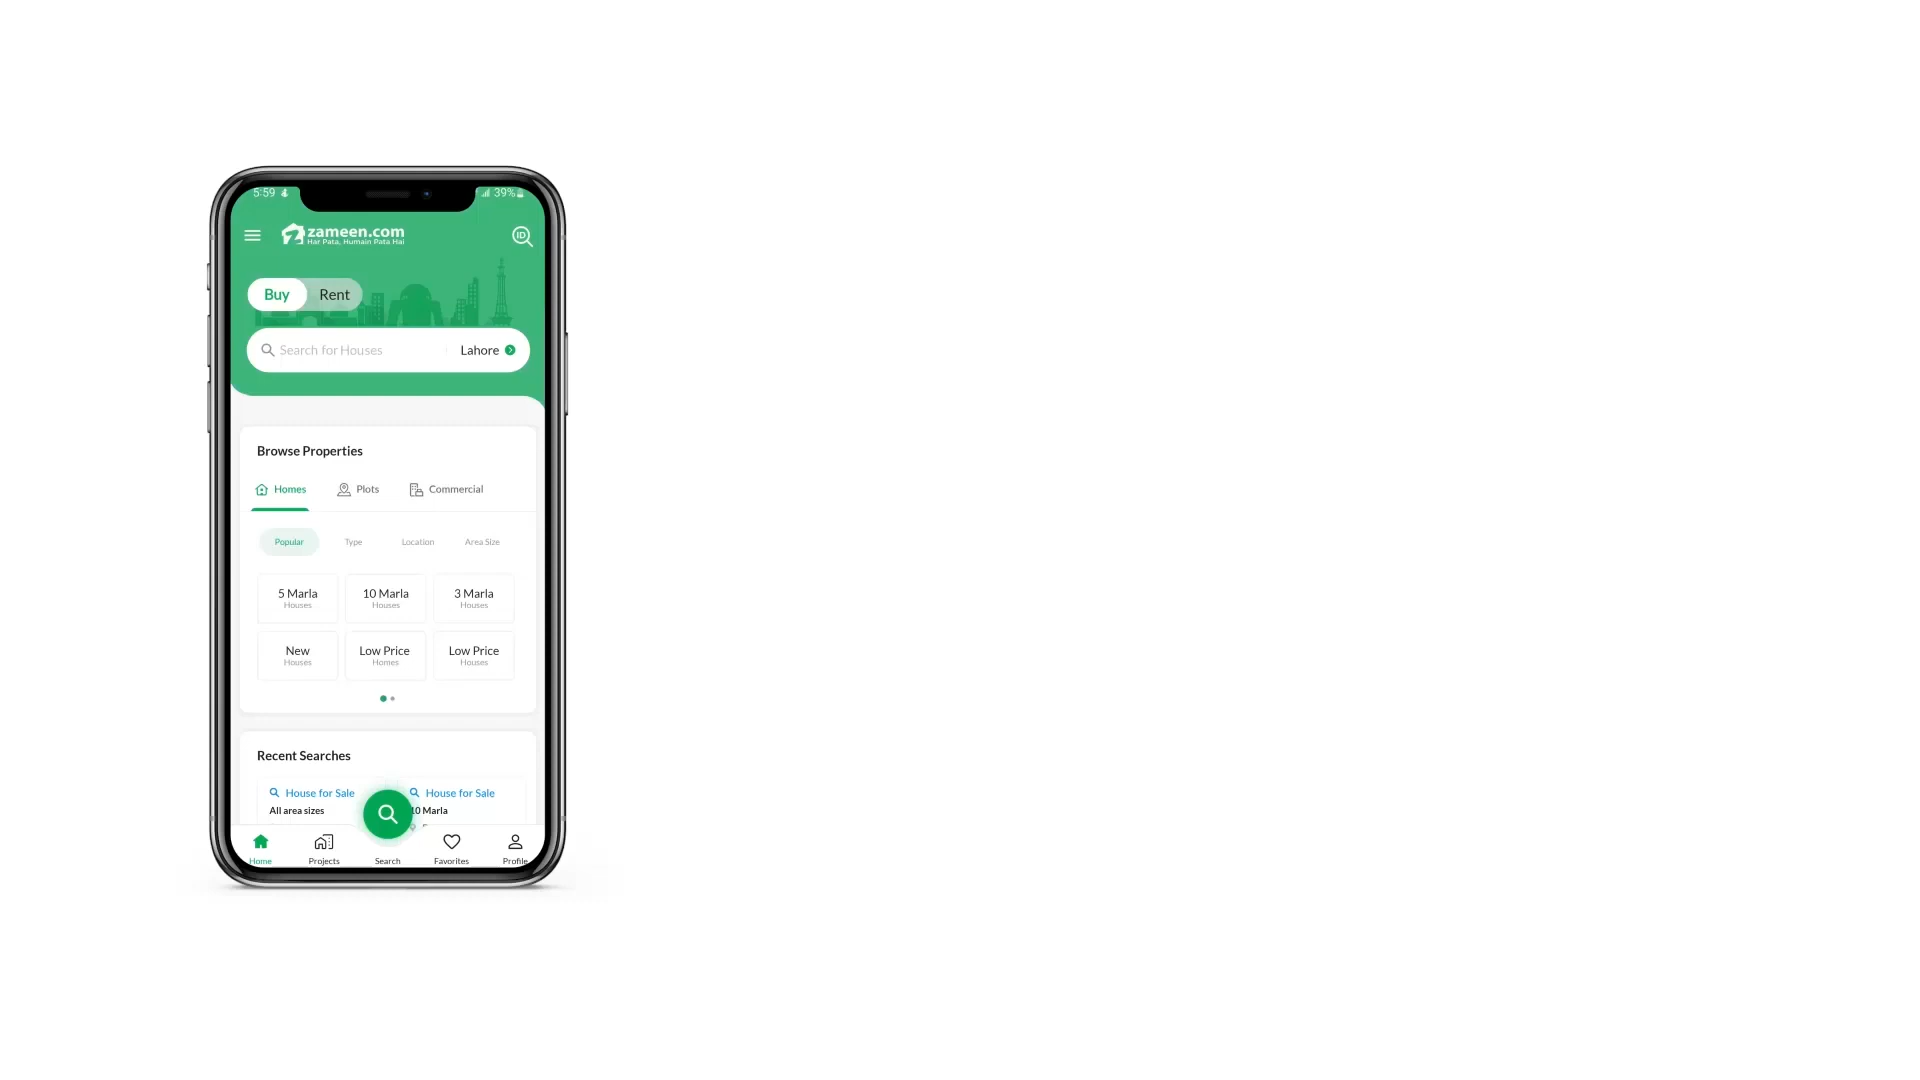 5:59
39%
zameen.com
Har Pata, Humain Pata Hai
ID
Buy Rent
Search for Houses Lahore
Browse Properties
Homes Plots Commercial
Popular Type Location Area Size
5 Marla 10 Marla 3 Marla
Houses Houses Houses
New Low Price Low Price
Houses Homes Houses
Recent Searches
House for Sale House for Sale
All area sizes 10 Marla
Home Projects Search Favorites Profile